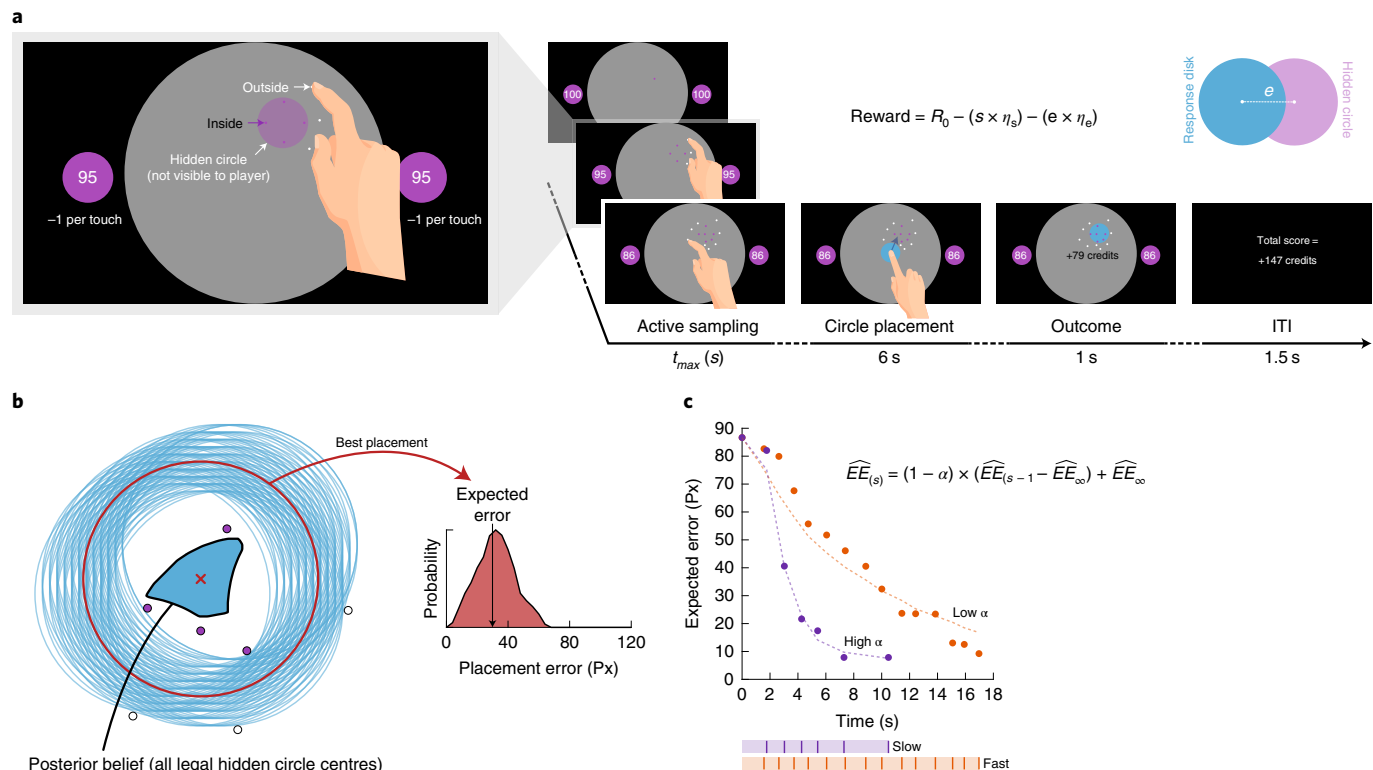 a
Outside
Inside
Hidden circle
(not visible to player)
95
95
–1 per touch
–1 per touch
100
100
95
95
86
86
86
86
86
86
+79 credits
Total score =
+147 credits
Reward = R₀ – (s × ηₛ) – (e × ηₑ)
Response disk
e
Hidden circle
Active sampling
Circle placement
Outcome
ITI
t_max (s)
6 s
1 s
1.5 s
b
Best placement
Expected
error
Probability
0
40
80
120
Placement error (Px)
Posterior belief (all legal hidden circle centres)
c
90
80
70
60
50
40
30
20
10
0
Expected error (Px)
ÊE₍ₛ₎ = (1 – α) × (ÊE₍ₛ ₋ ₁ – ÊE∞) + ÊE∞
Low α
High α
0 2 4 6 8 10 12 14 16 18
Time (s)
Slow
Fast